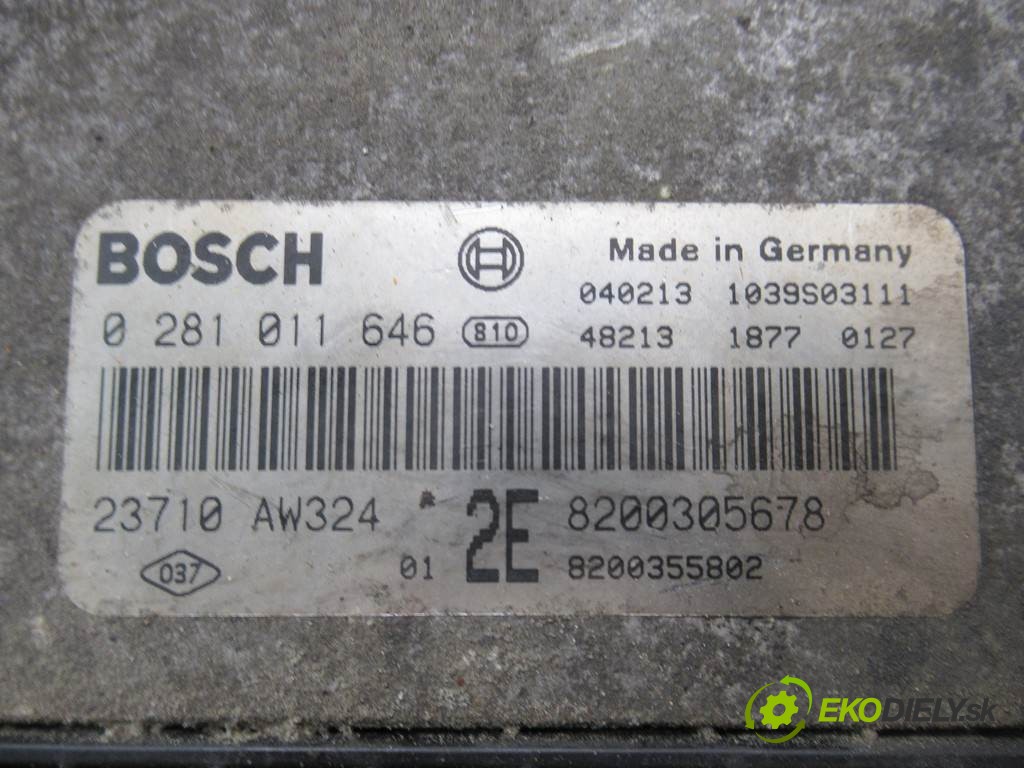 BOSCH Made in Germany
040213 1039S03111
0 281 011 646 810 48213 1877 0127
23710 AW324 * 2E 8200305678
037 01 8200355802
EKODIELY.sk